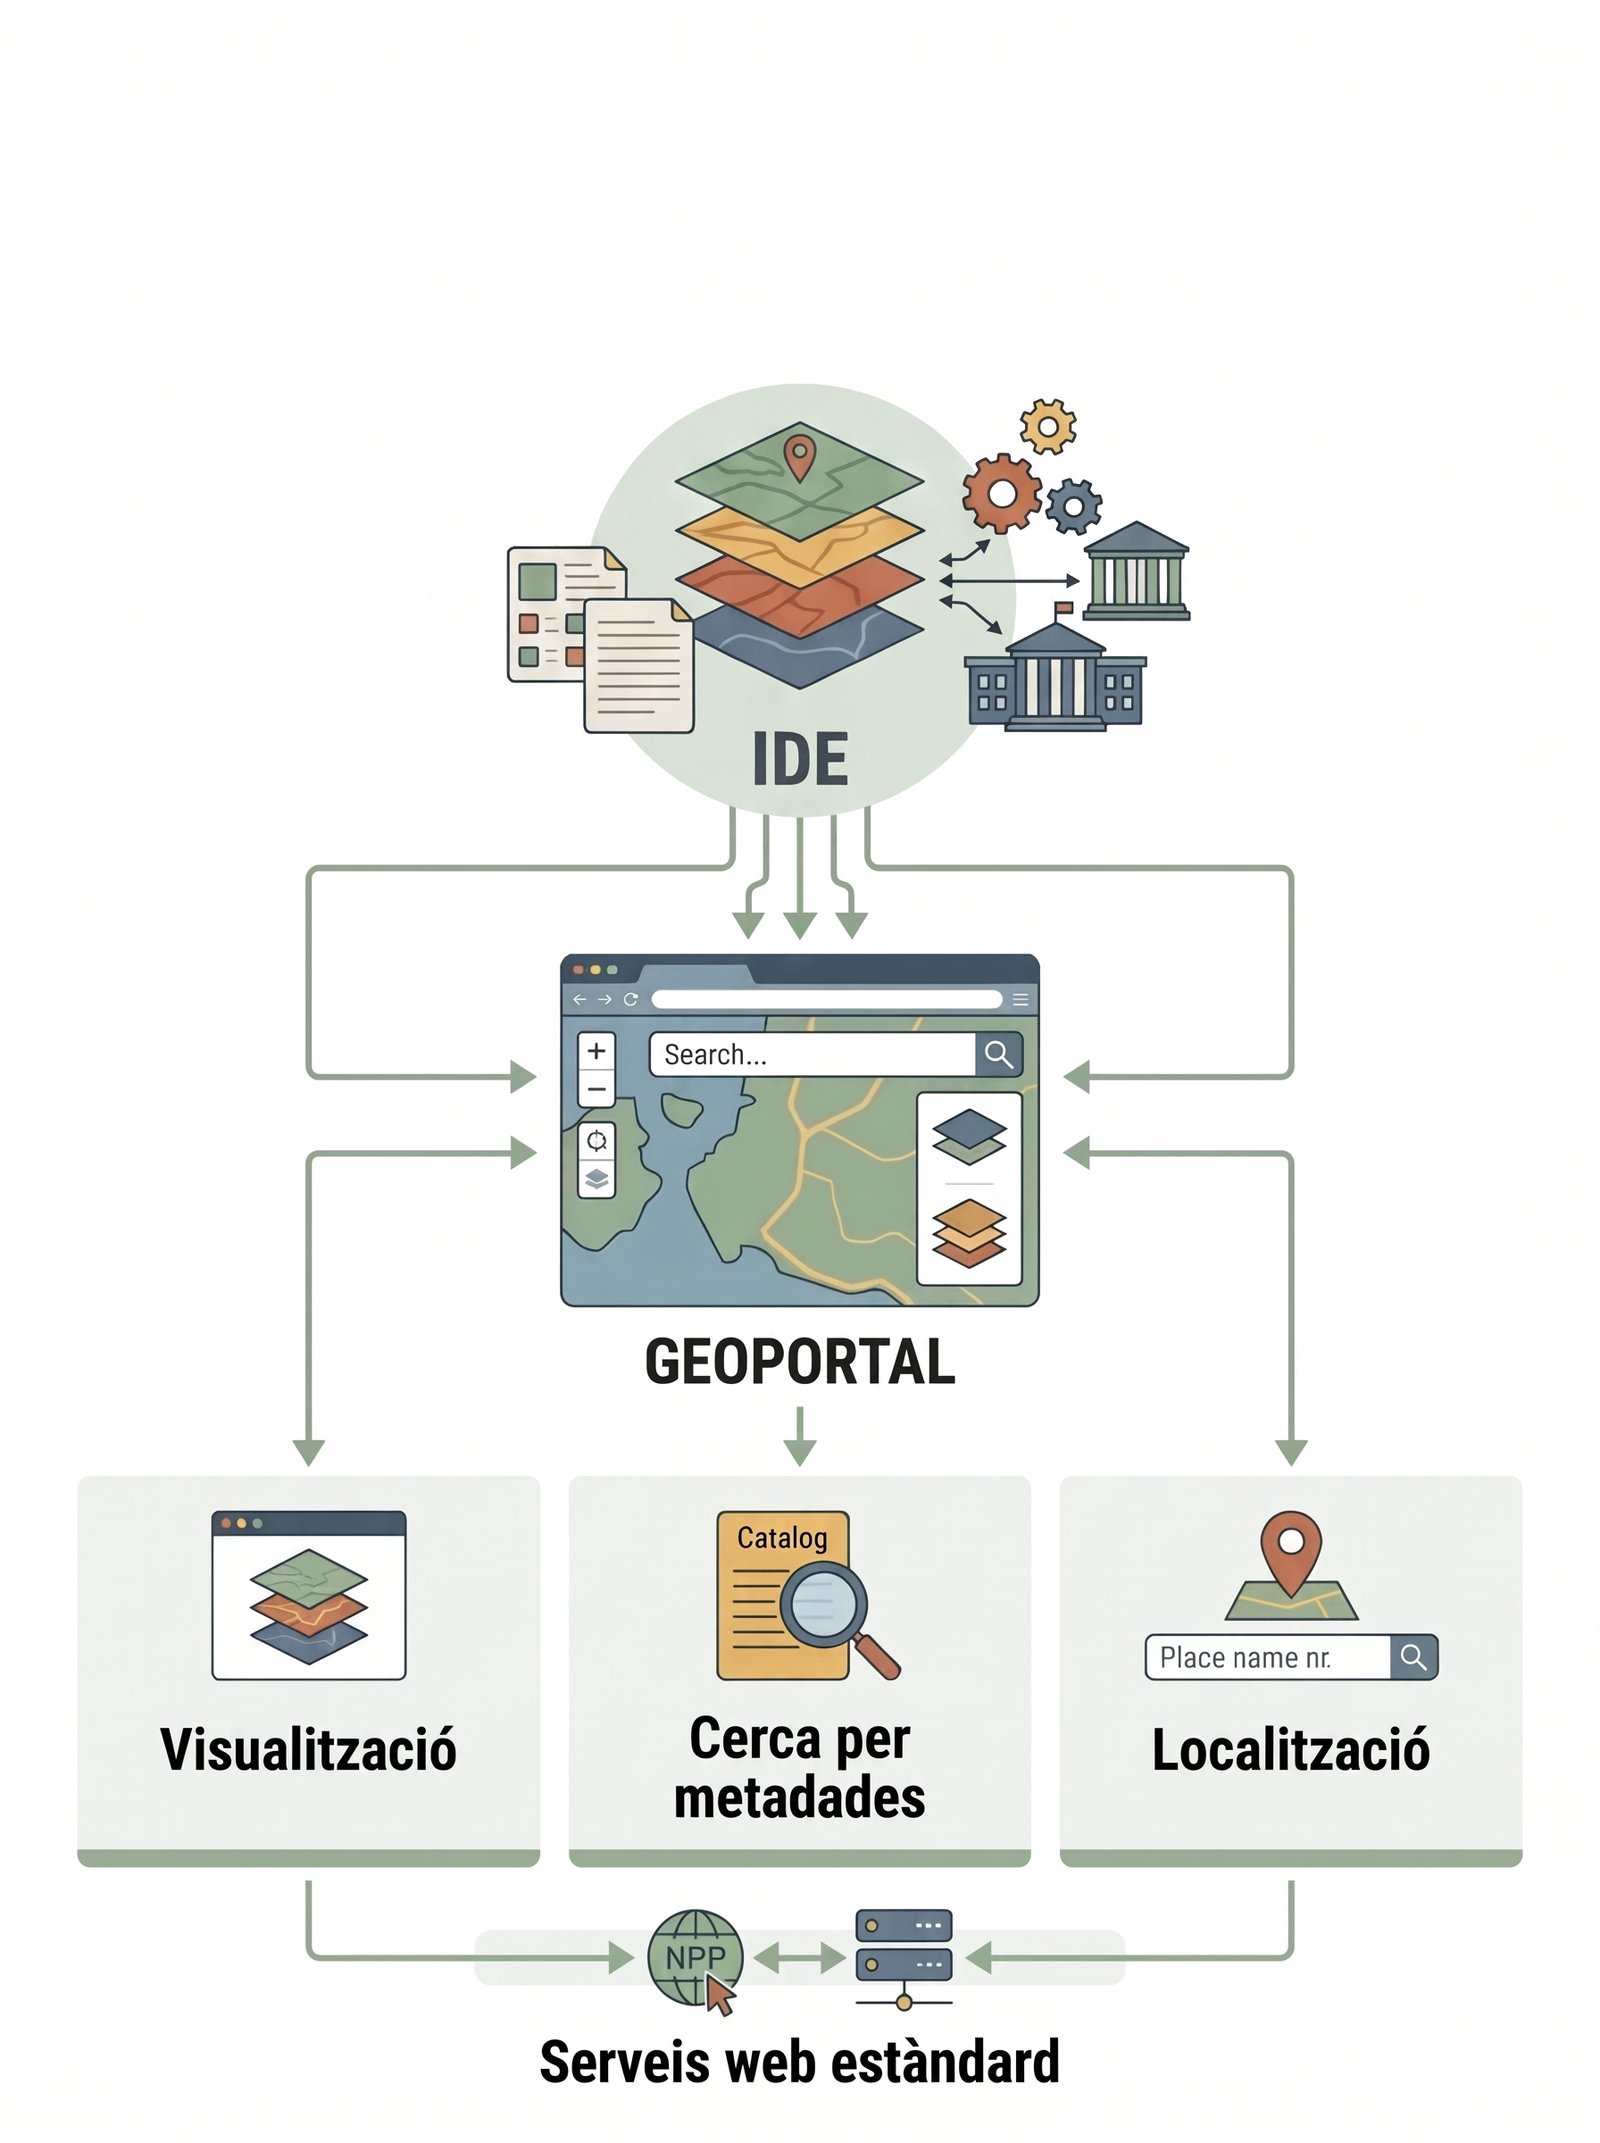 IDE
Search...
GEOPORTAL
Catalog
Place name nr.
Visualització
Cerca per
metadades
Localització
NPP
Serveis web estàndard